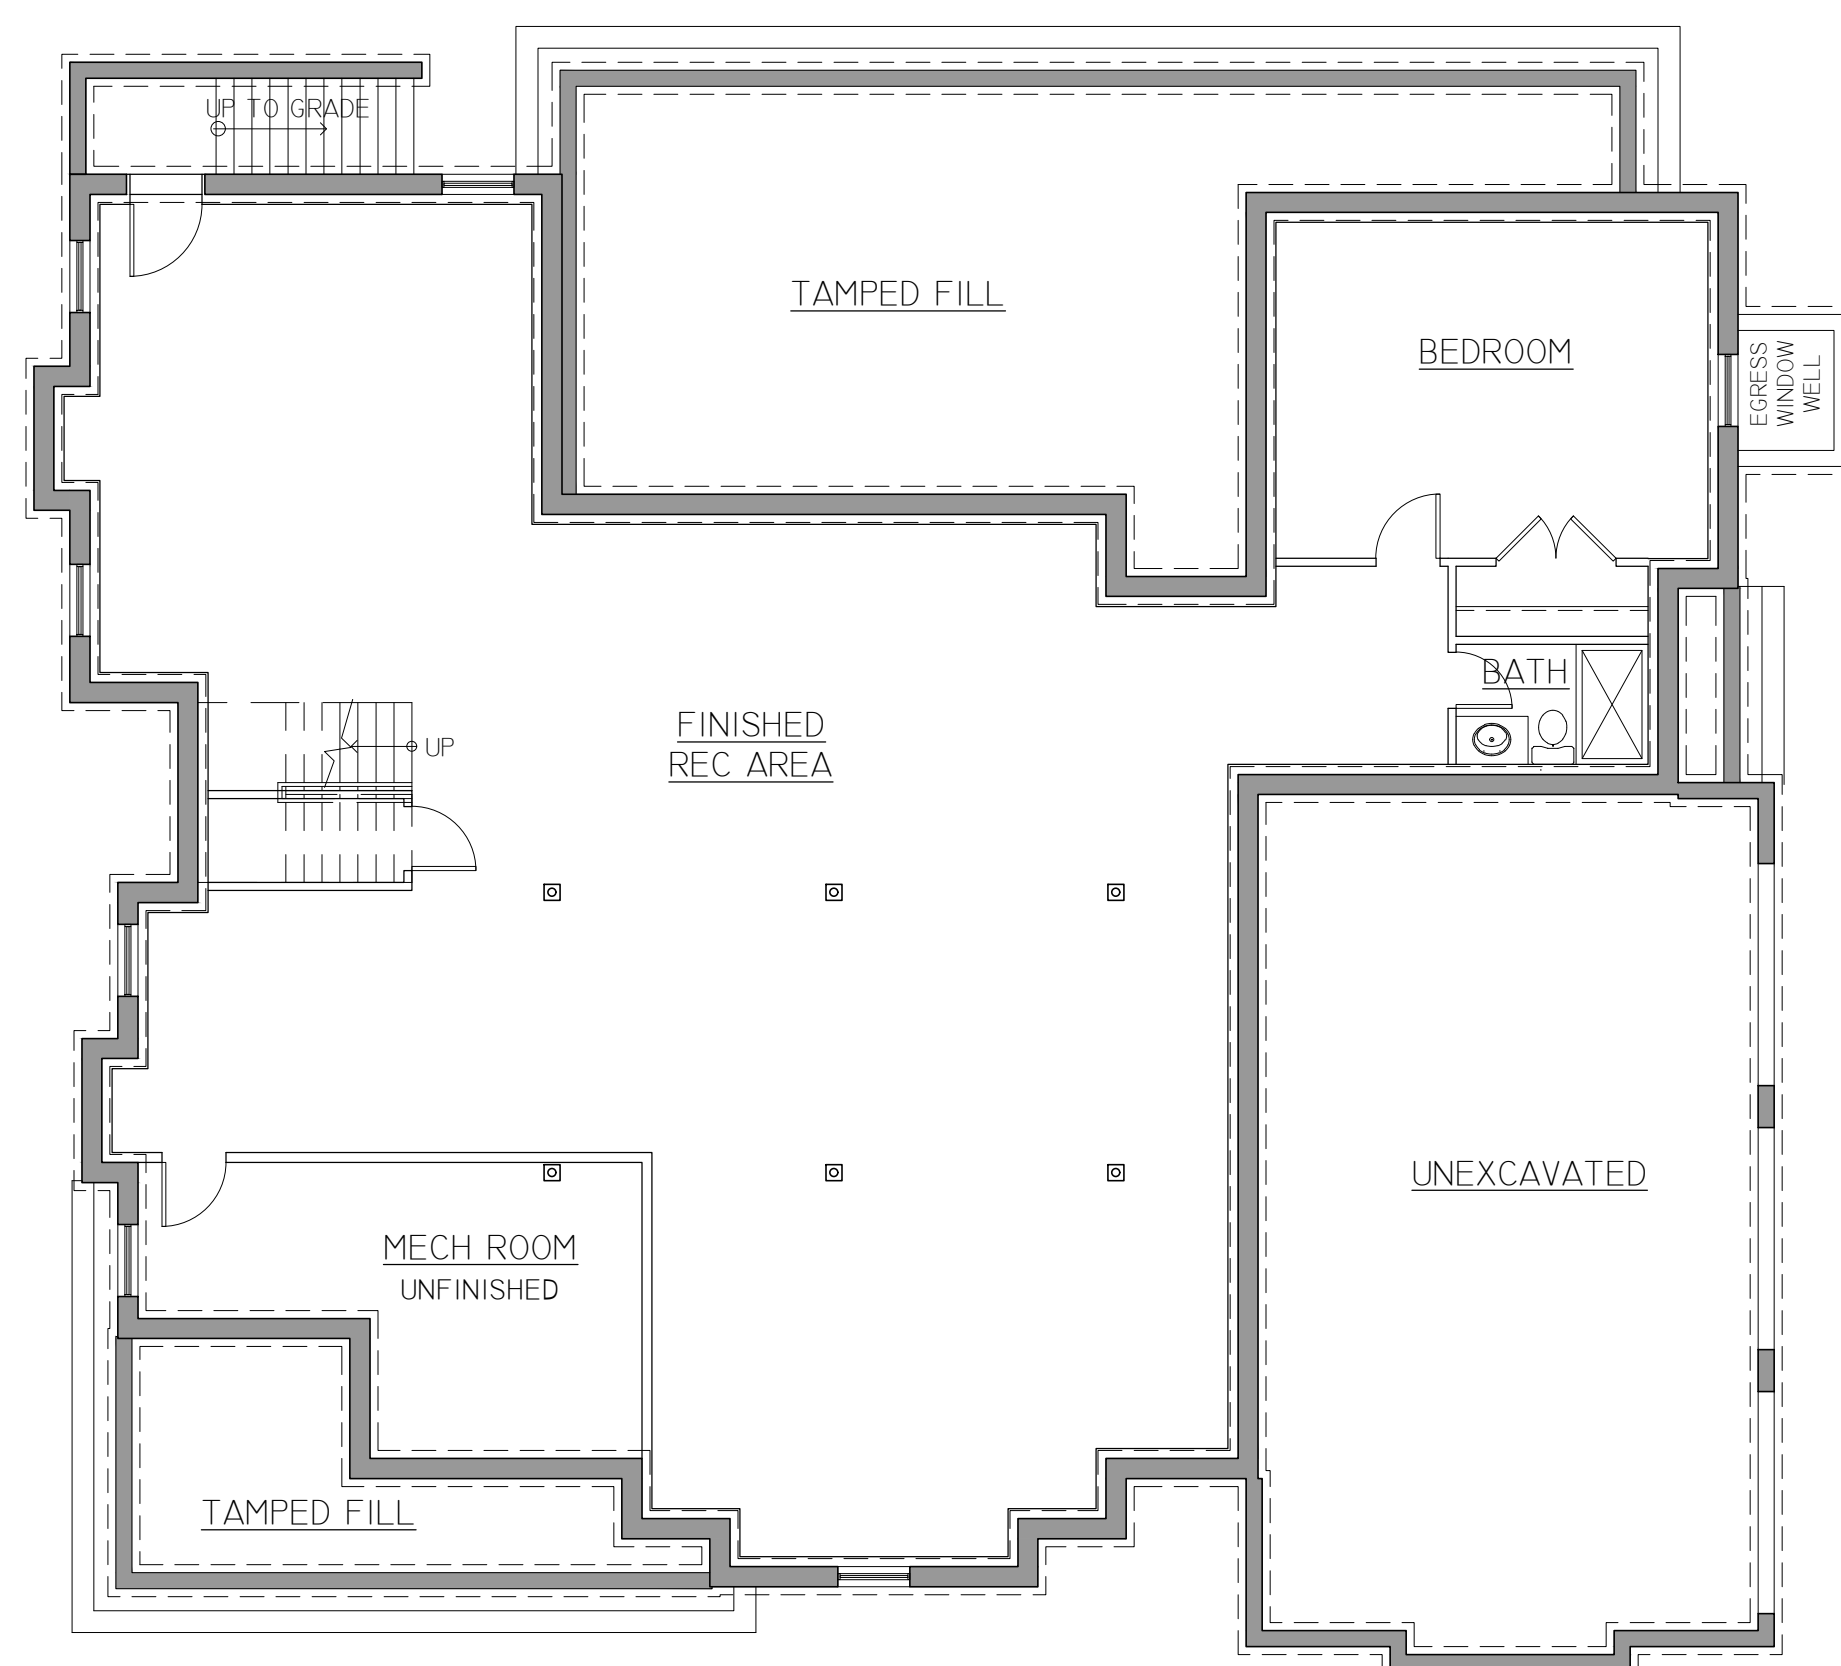 UP TO GRADE
TAMPED FILL
BEDROOM
EGRESS
WINDOW
WELL
BATH
FINISHED
REC AREA
UP
UNEXCAVATED
MECH ROOM
UNFINISHED
TAMPED FILL